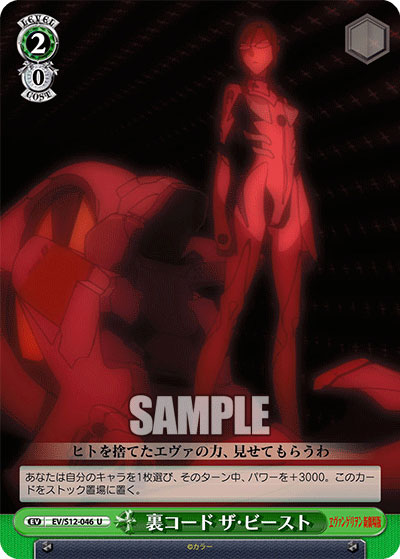 LEVEL
2
0
COST
SAMPLE
ヒトを捨てたエヴァの力、見せてもらうわ
あなたは自分のキャラを1枚選び、そのターン中、パワーを+3000。このカー
ドをストック置場に置く。
EV EV/S12-046 U 裏コード ザ・ビースト ヱヴァンゲリヲン新劇場版
©カラー